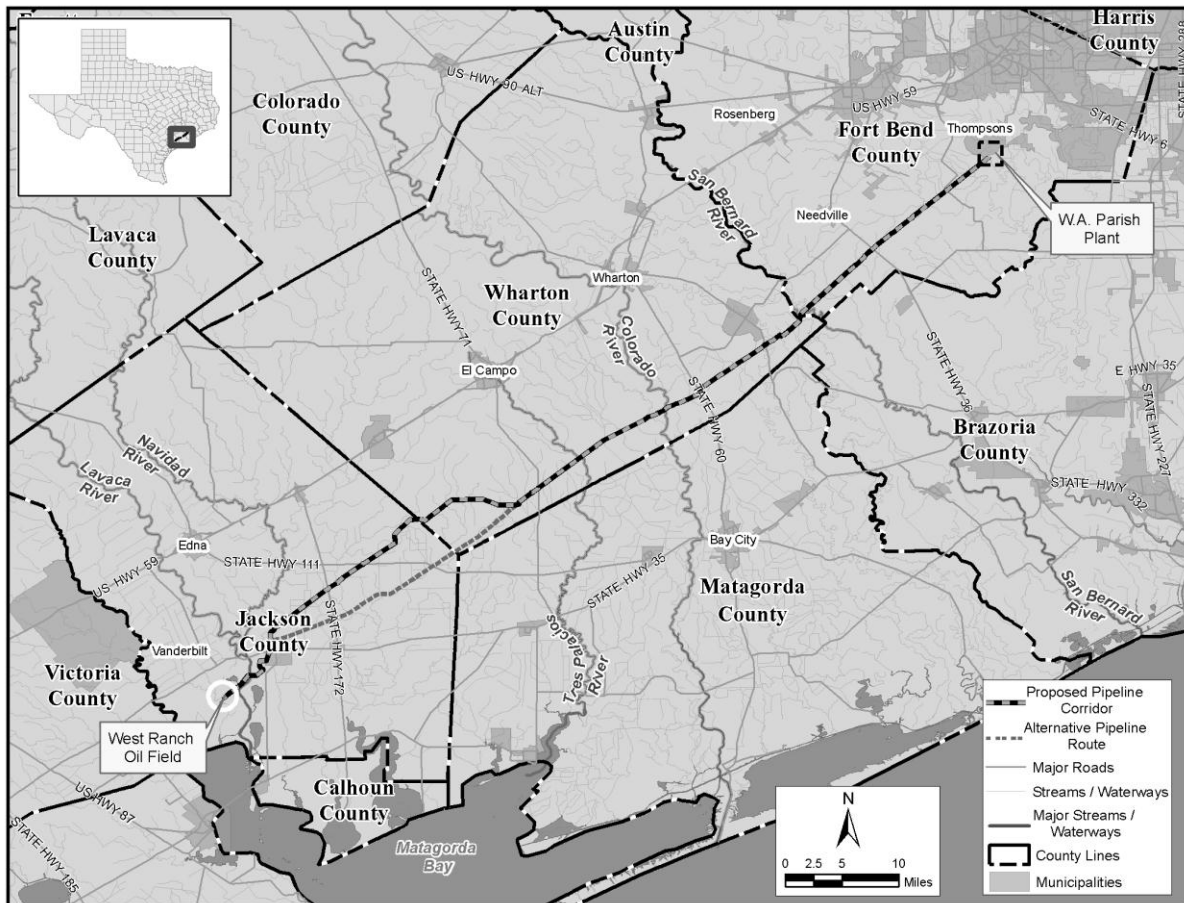 Austin
County
Harris
County
STATE HWY 288
US HWY 90 ALT
Colorado
County
US HWY 59
Rosenberg
Fort Bend
County
Thompsons
STATE HWY 6
San Bernard
River
Needville
W.A. Parish
Plant
Lavaca
County
Wharton
Wharton
County
STATE HWY 71
Colorado
River
El Campo
STATE HWY 60
STATE HWY 36
E HWY 35
Brazoria
County
STATE HWY 227
STATE HWY 332
Navidad
River
Lavaca
River
Edna
US HWY 59
STATE HWY 111
Bay City
STATE HWY 35
Matagorda
County
San Bernard
River
Jackson
County
Vanderbilt
STATE HWY 172
Tres Palacios
River
Victoria
County
West Ranch
Oil Field
Calhoun
County
US HWY 87
STATE HWY 185
Matagorda
Bay
N
0 2.5 5 10
Miles
Proposed Pipeline
Corridor
Alternative Pipeline
Route
Major Roads
Streams / Waterways
Major Streams /
Waterways
County Lines
Municipalities